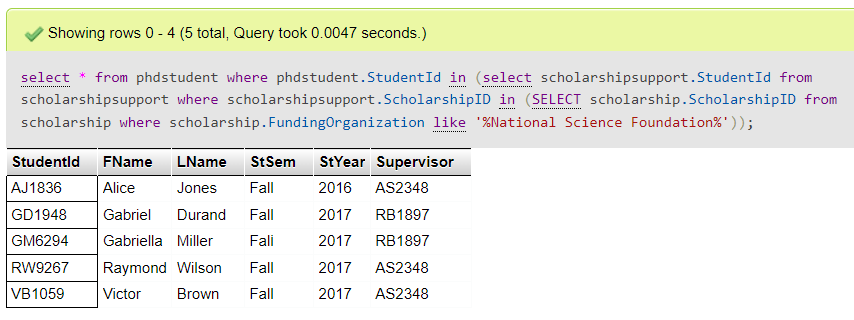 Showing rows 0 - 4 (5 total, Query took 0.0047 seconds.)
select * from phdstudent where phdstudent.StudentId in (select scholarshipsupport.StudentId from
scholarshipsupport where scholarshipsupport.ScholarshipID in (SELECT scholarship.ScholarshipID from
scholarship where scholarship.FundingOrganization like '%National Science Foundation%'));
StudentId FName LName StSem StYear Supervisor
AJ1836 Alice Jones Fall 2016 AS2348
GD1948 Gabriel Durand Fall 2017 RB1897
GM6294 Gabriella Miller Fali 2017 RB1897
RW9267 Raymond Wilson Fall 2017 AS2348
VB1059 Victor Brown Fall 2017 AS2348